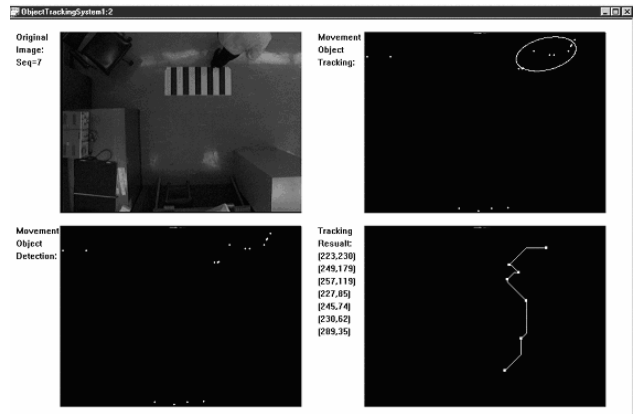 ObjectTrackingSystem1:2
Original
Image:
Seq=7
Movement
Object
Tracking:
Movement
Object
Detection:
Tracking
Resualt:
(223,230)
(249,179)
(257,119)
(227,85)
(245,74)
(230,62)
(289,35)